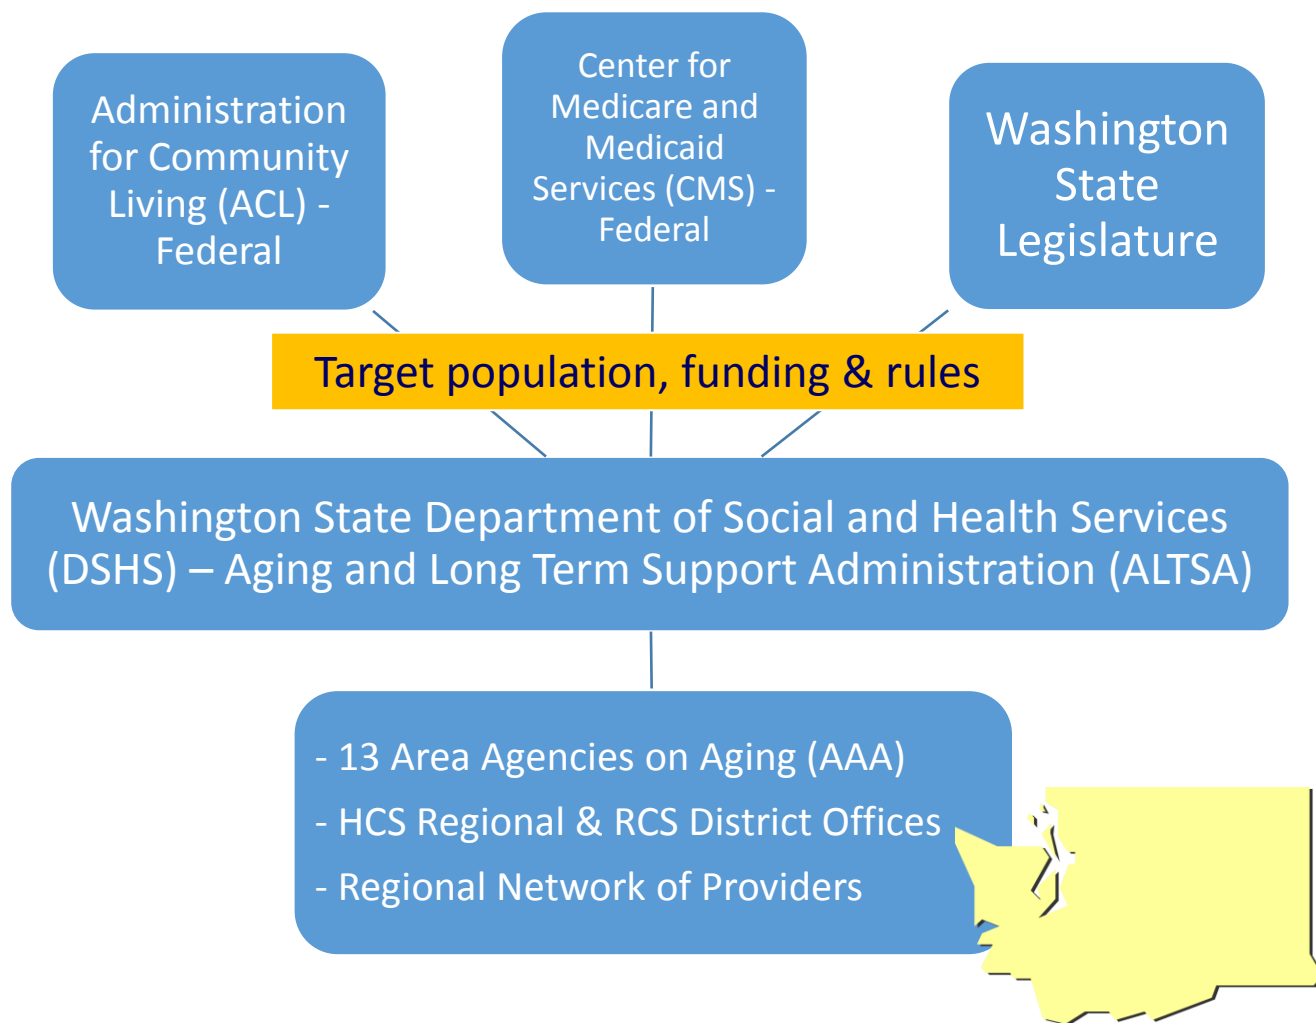 Administration
for Community
Living (ACL) -
Federal
Center for
Medicare and
Medicaid
Services (CMS) -
Federal
Washington
State
Legislature
Target population, funding & rules
Washington State Department of Social and Health Services
(DSHS) – Aging and Long Term Support Administration (ALTSA)
- 13 Area Agencies on Aging (AAA)
- HCS Regional & RCS District Offices
- Regional Network of Providers